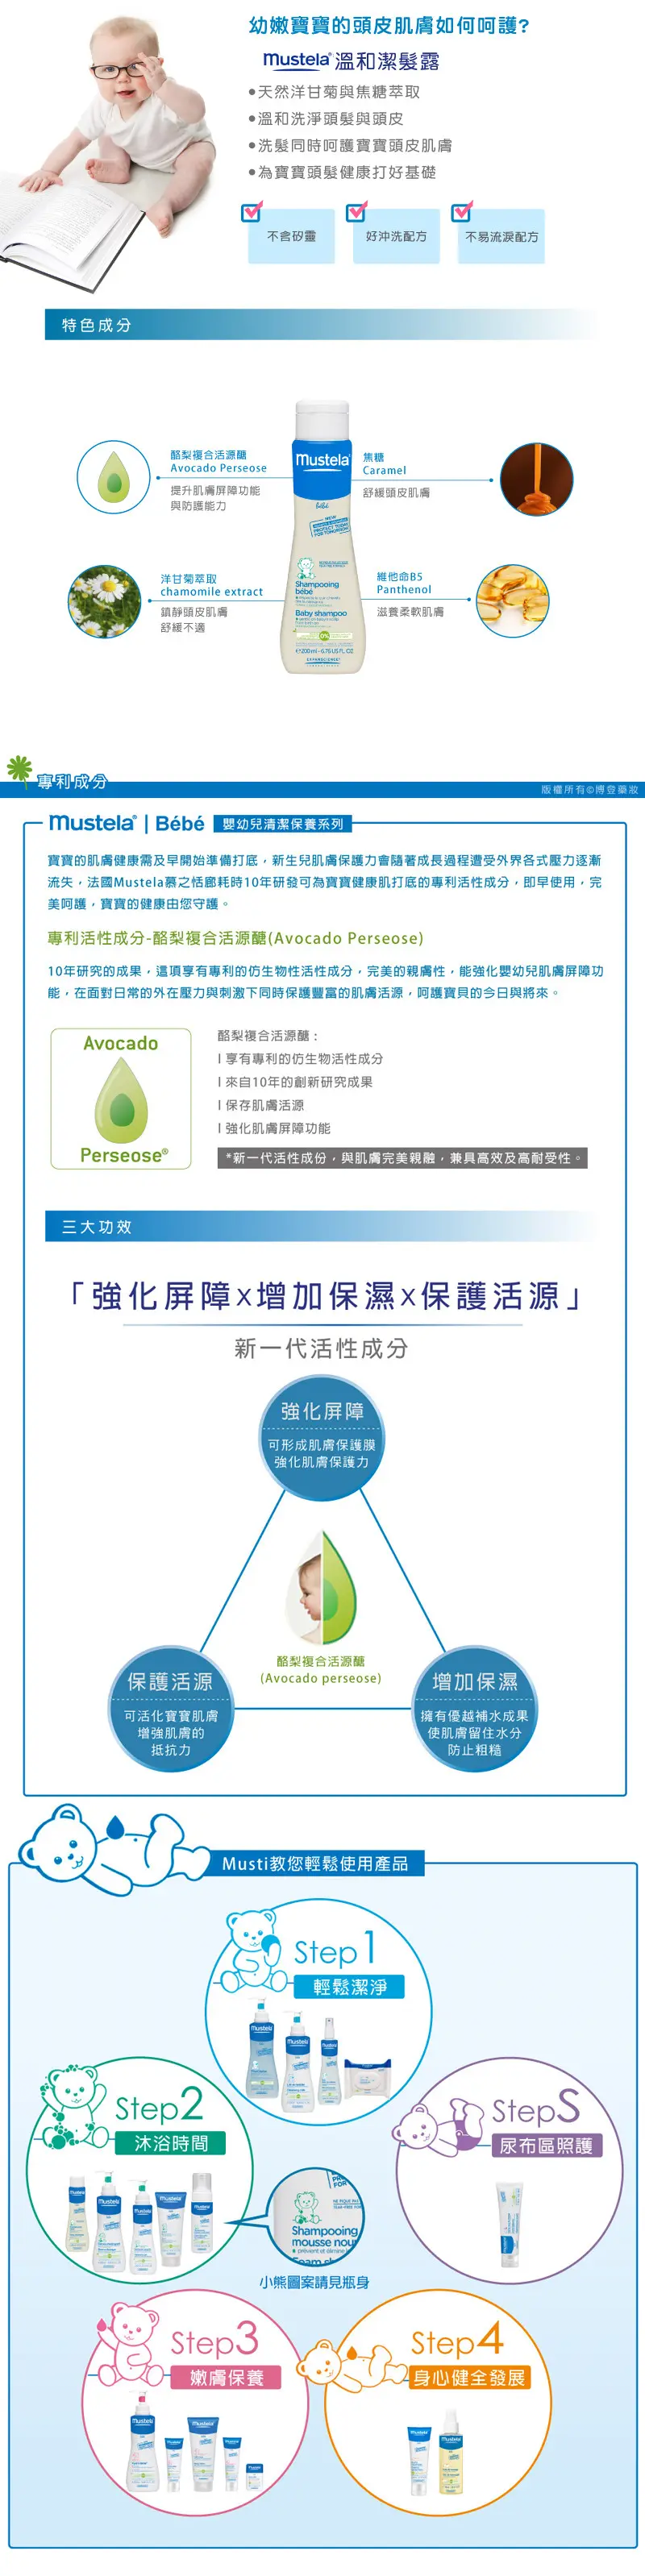 幼嫩寶寶的頭皮肌膚如何呵護?
Mustela® 溫和潔髮露
●天然洋甘菊與焦糖萃取
●溫和洗淨頭髮與頭皮
●洗髮同時呵護寶寶頭皮肌膚
●為寶寶頭髮健康打好基礎
不含矽靈
好沖洗配方
不易流淚配方
特色成分
酪梨複合活源醣
Avocado Perseose
提升肌膚屏障功能
與防護能力
焦糖
Caramel
舒緩頭皮肌膚
洋甘菊萃取
chamomile extract
鎮靜頭皮肌膚
舒緩不適
維他命B5
Panthenol
滋養柔軟肌膚
Mustela
bébé
Shampooing
bébé
Baby shampoo
0%
e 200 ml - 6.76 US FL. OZ
專利成分
版權所有©博登藥妝
Mustela® | Bébé 嬰幼兒清潔保養系列
寶寶的肌膚健康需及早開始準備打底，新生兒肌膚保護力會隨著成長過程遭受外界各式壓力逐漸
流失，法國Mustela慕之恬廊耗時10年研發可為寶寶健康肌打底的專利活性成分，即早使用，完
美呵護，寶寶的健康由您守護。
專利活性成分-酪梨複合活源醣(Avocado Perseose)
10年研究的成果，這項享有專利的仿生物性活性成分，完美的親膚性，能強化嬰幼兒肌膚屏障功
能，在面對日常的外在壓力與刺激下同時保護豐富的肌膚活源，呵護寶貝的今日與將來。
Avocado
Perseose®
酪梨複合活源醣：
l 享有專利的仿生物活性成分
l 來自10年的創新研究成果
l 保存肌膚活源
l 強化肌膚屏障功能
*新一代活性成份，與肌膚完美親融，兼具高效及高耐受性。
三大功效
「強化屏障x增加保濕x保護活源」
新一代活性成分
強化屏障
可形成肌膚保護膜
強化肌膚保護力
酪梨複合活源醣
(Avocado perseose)
保護活源
可活化寶寶肌膚
增強肌膚的
抵抗力
增加保濕
擁有優越補水成果
使肌膚留住水分
防止粗糙
Musti教您輕鬆使用產品
Step1
輕鬆潔淨
Step2
沐浴時間
StepS
尿布區照護
Shampooing
mousse nou
小熊圖案請見瓶身
Step3
嫩膚保養
Step4
身心健全發展